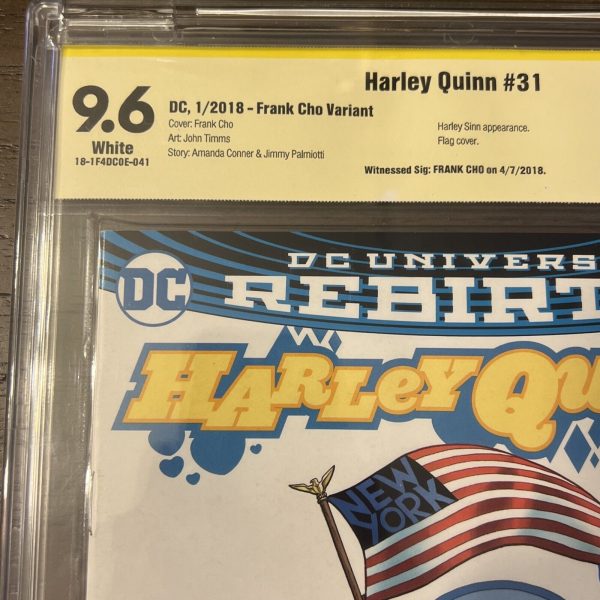 Harley Quinn #31
9.6
White
18-1F4DC0E-041
DC, 1/2018 - Frank Cho Variant
Cover: Frank Cho
Art: John Timms
Story: Amanda Conner & Jimmy Palmiotti
Harley Sinn appearance.
Flag cover.
Witnessed Sig: FRANK CHO on 4/7/2018.
DC UNIVERS
DC
REBIRT
HARLEY QU
NEW
YORK